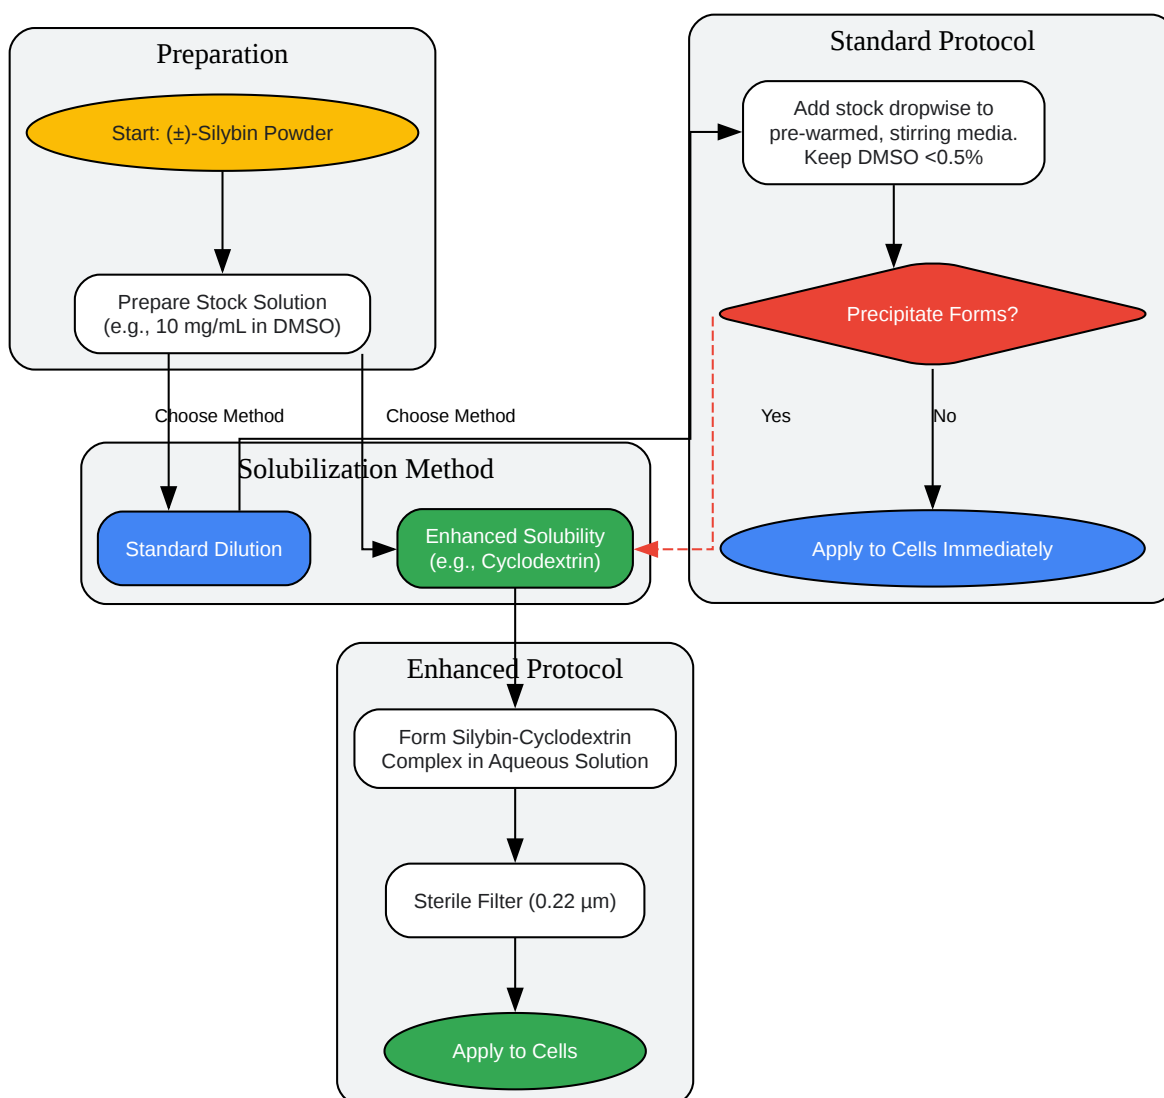 Preparation
Start: (±)-Silybin Powder
Prepare Stock Solution
(e.g., 10 mg/mL in DMSO)
Choose Method
Choose Method
Solubilization Method
Standard Dilution
Enhanced Solubility
(e.g., Cyclodextrin)
Standard Protocol
Add stock dropwise to
pre-warmed, stirring media.
Keep DMSO <0.5%
Precipitate Forms?
Yes
No
Apply to Cells Immediately
Enhanced Protocol
Form Silybin-Cyclodextrin
Complex in Aqueous Solution
Sterile Filter (0.22 µm)
Apply to Cells